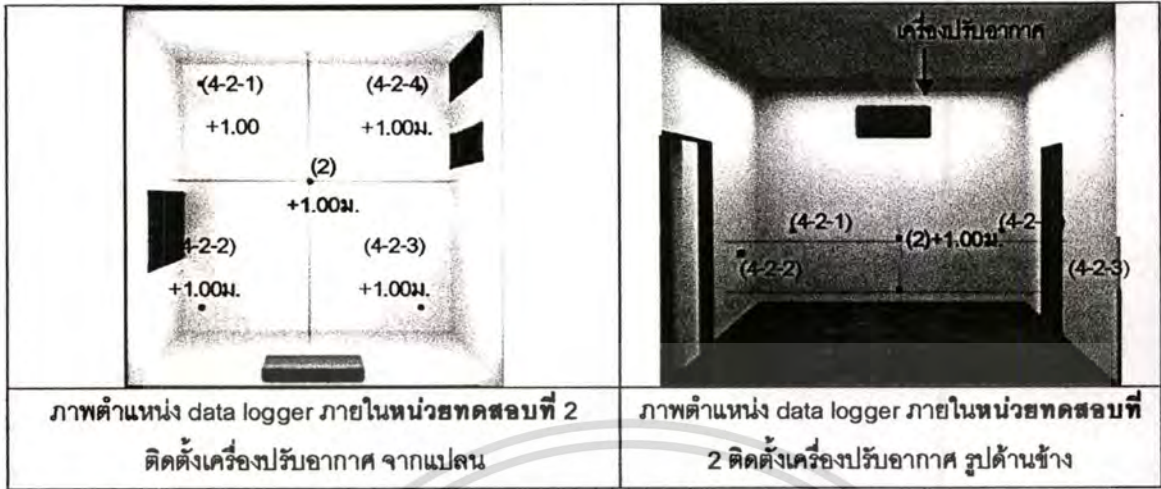 (4-2-1)
(4-2-4)
+1.00
+1.00ม.
(2)
+1.00ม.
4-2-2)
(4-2-3)
+1.00ม.
+1.00ม.
เครื่องปรับอากาศ
(4-2-1)
(4-2-
)
(2)+1.00ม.
(4-2-2)
(4-2-3)
ภาพตำแหน่ง data logger ภายในหน่วยทดสอบที่ 2
ติดตั้งเครื่องปรับอากาศ จากแปลน
ภาพตำแหน่ง data logger ภายในหน่วยทดสอบที่
2 ติดตั้งเครื่องปรับอากาศ รูปด้านข้าง